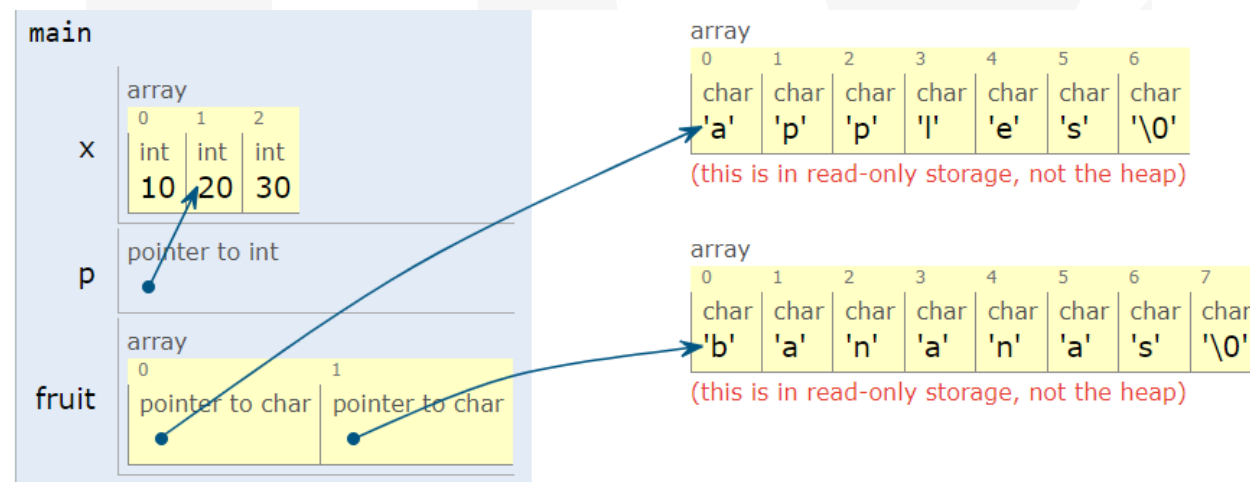 main
array
0 1 2
x
int int int
10 20 30
p
pointer to int
fruit
array
0 1
pointer to char pointer to char
array
0 1 2 3 4 5 6
char char char char char char char
'a' 'p' 'p' 'l' 'e' 's' '\0'
(this is in read-only storage, not the heap)
array
0 1 2 3 4 5 6 7
char char char char char char char char
'b' 'a' 'n' 'a' 'n' 'a' 's' '\0'
(this is in read-only storage, not the heap)